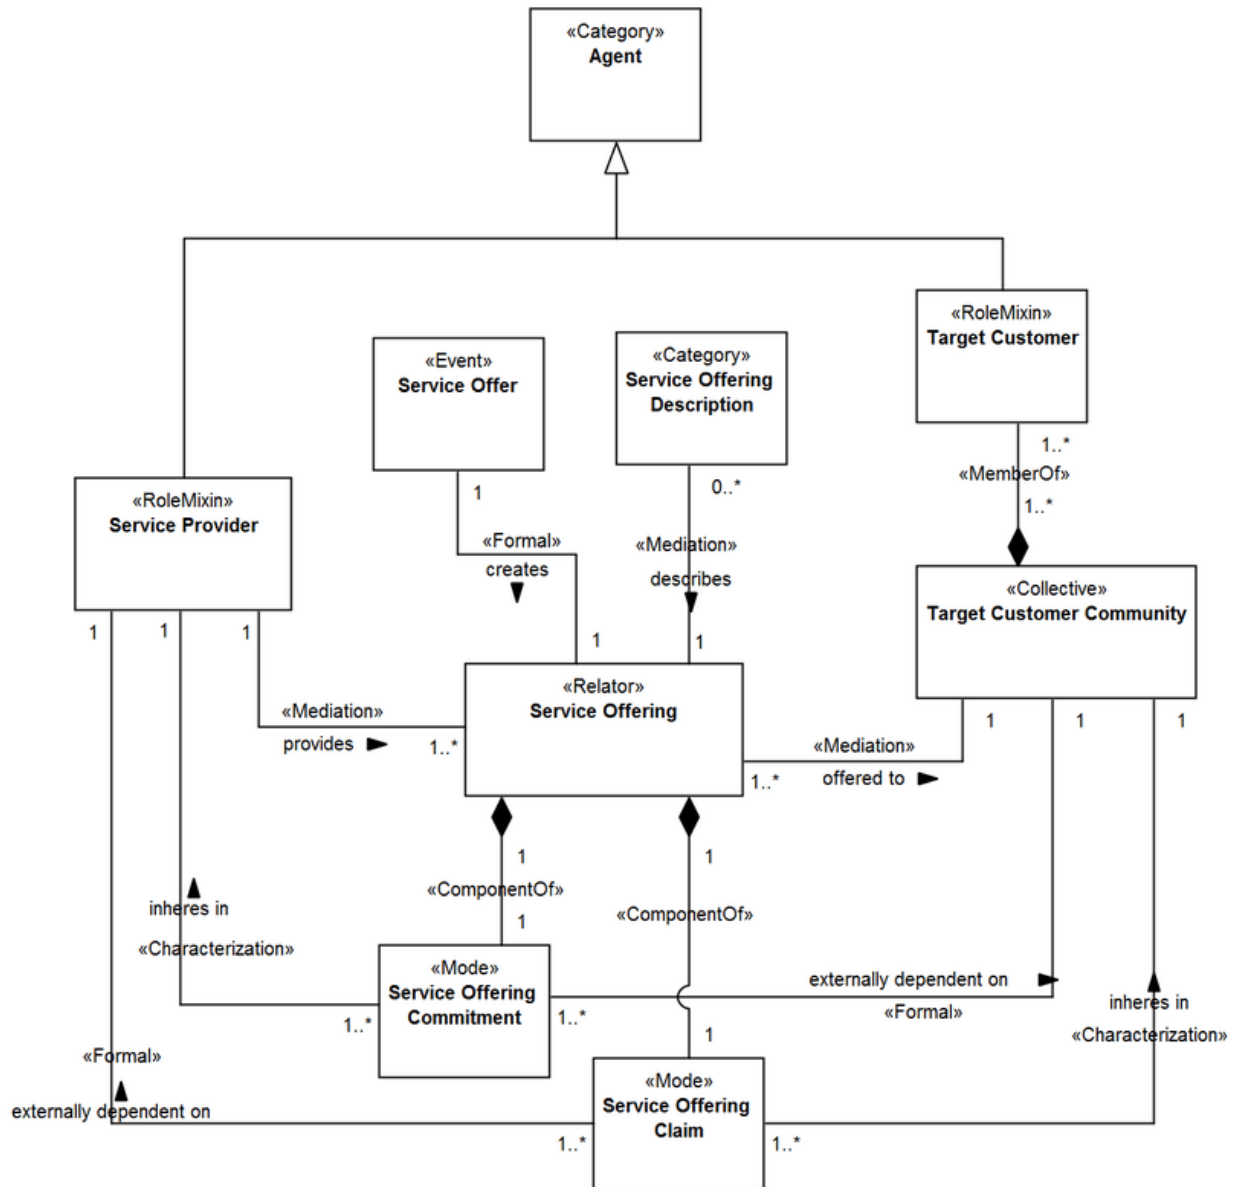 «Category»
Agent
«RoleMixin»
Target Customer
«Event»
Service Offer
«Category»
Service Offering
Description
1..*
«MemberOf»
1..*
«RoleMixin»
Service Provider
1
0..*
«Formal»
creates
«Mediation»
describes
«Collective»
Target Customer Community
1
1
1
1
1
«Relator»
Service Offering
1
1
1
«Mediation»
provides
1..*
«Mediation»
offered to
1..*
1
1
«ComponentOf»
«ComponentOf»
inheres in
«Characterization»
1
«Mode»
Service Offering
Commitment
1..*
1..*
externally dependent on
«Formal»
inheres in
«Characterization»
1
«Formal»
externally dependent on
«Mode»
Service Offering
Claim
1..*
1..*